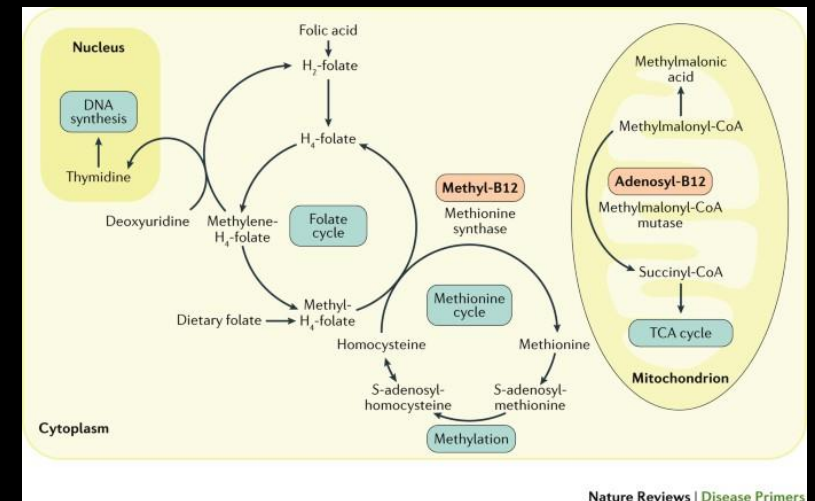 Nucleus
DNA
synthesis
Thymidine
Deoxyuridine
Folic acid
H₂-folate
H₄-folate
Methylene-
H₄-folate
Folate
cycle
Methyl-
H₄-folate
Dietary folate
Methyl-B12
Methionine
synthase
Methionine
cycle
Homocysteine
Methionine
S-adenosyl-
homocysteine
S-adenosyl-
methionine
Methylation
Cytoplasm
Methylmalonic
acid
Methylmalonyl-CoA
Adenosyl-B12
Methylmalonyl-CoA
mutase
Succinyl-CoA
TCA cycle
Mitochondrion
Nature Reviews | Disease Primers